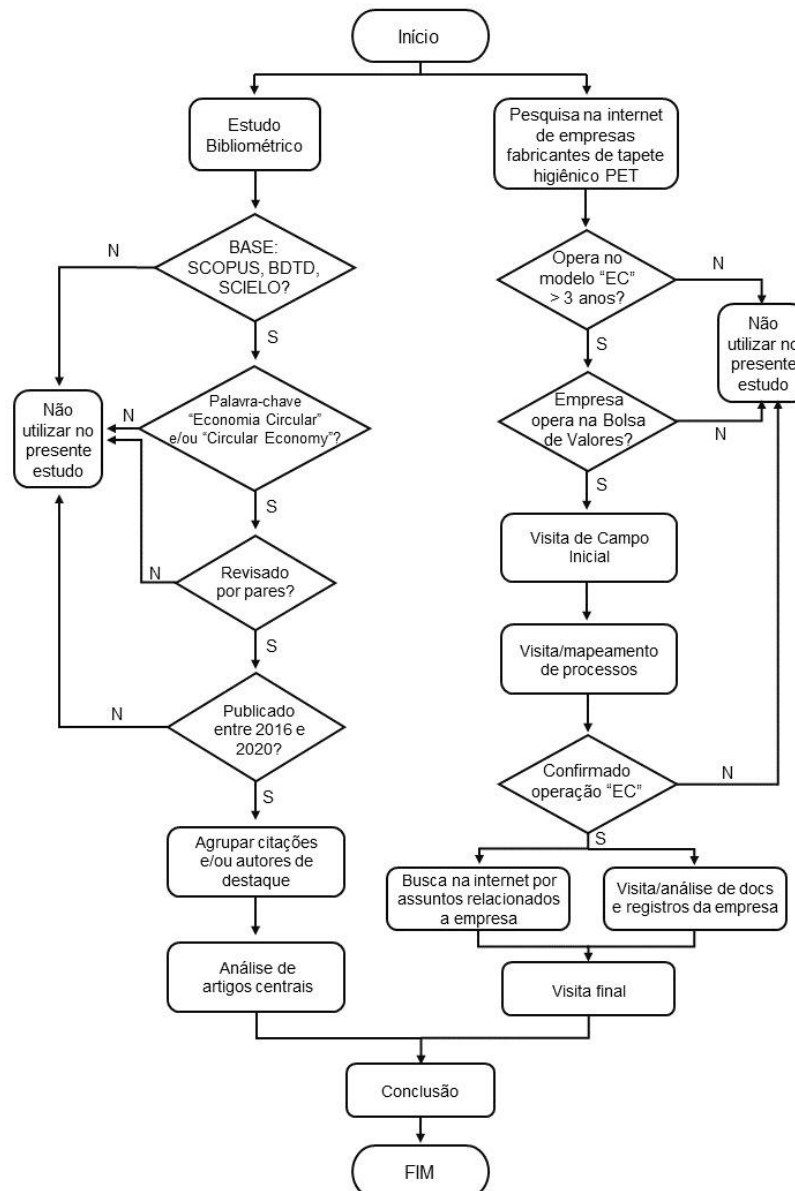 Início
Estudo
Bibliométrico
Pesquisa na internet
de empresas
fabricantes de tapete
higiênico PET
N
BASE:
SCOPUS, BDTD,
SCIELO?
S
Opera no
modelo “EC”
> 3 anos?
N
S
Não
utilizar no
presente
estudo
Não
utilizar no
presente
estudo
N
Palavra-chave
“Economia Circular”
e/ou “Circular Economy”?
S
Empresa
opera na Bolsa
de Valores?
N
S
Visita de Campo
Inicial
N
Revisado
por pares?
S
Visita/mapeamento
de processos
N
Publicado
entre 2016 e
2020?
S
Confirmado
operação “EC”
N
S
Agrupar citações
e/ou autores de
destaque
Busca na internet por
assuntos relacionados
a empresa
Visita/análise de docs
e registros da empresa
Análise de
artigos centrais
Visita final
Conclusão
FIM